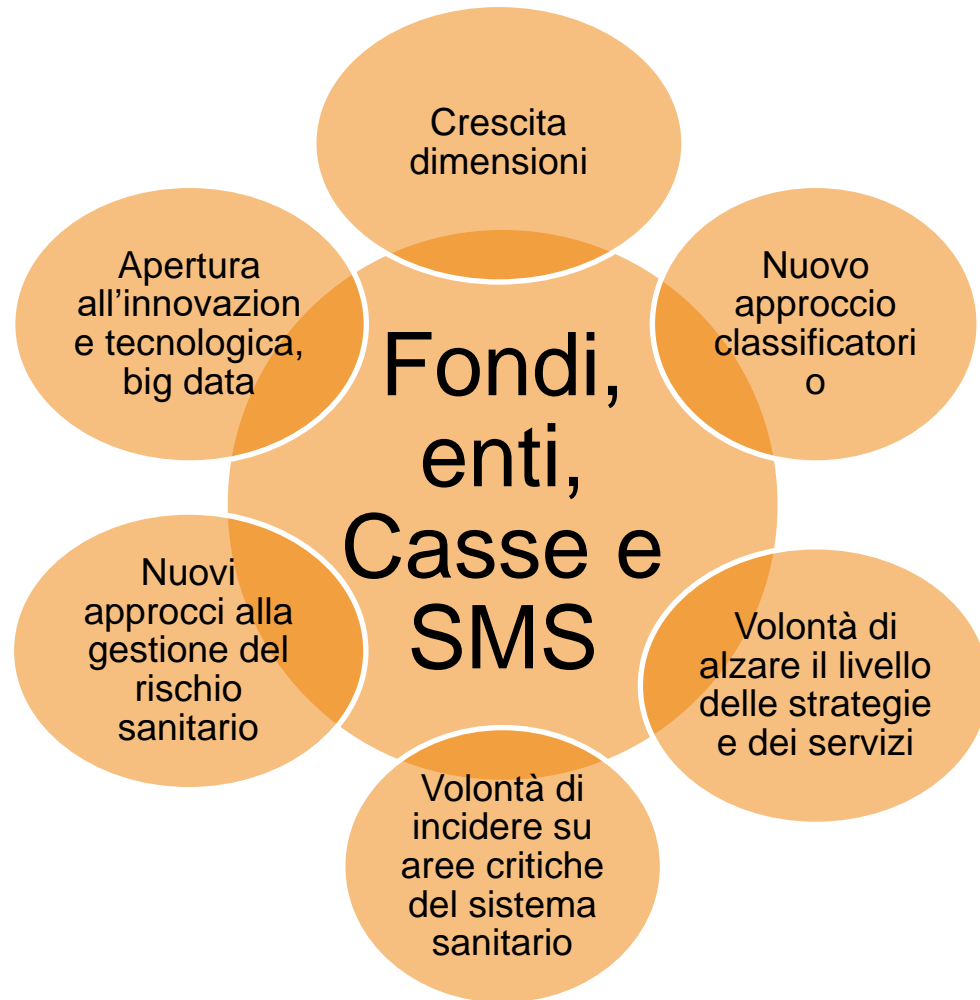 Crescita
dimensioni
Nuovo
approccio
classificatori
o
Volontà di
alzare il livello
delle strategie
e dei servizi
Volontà di
incidere su
aree critiche
del sistema
sanitario
Nuovi
approcci alla
gestione del
rischio
sanitario
Apertura
all’innovazion
e tecnologica,
big data
Fondi,
enti,
Casse e
SMS